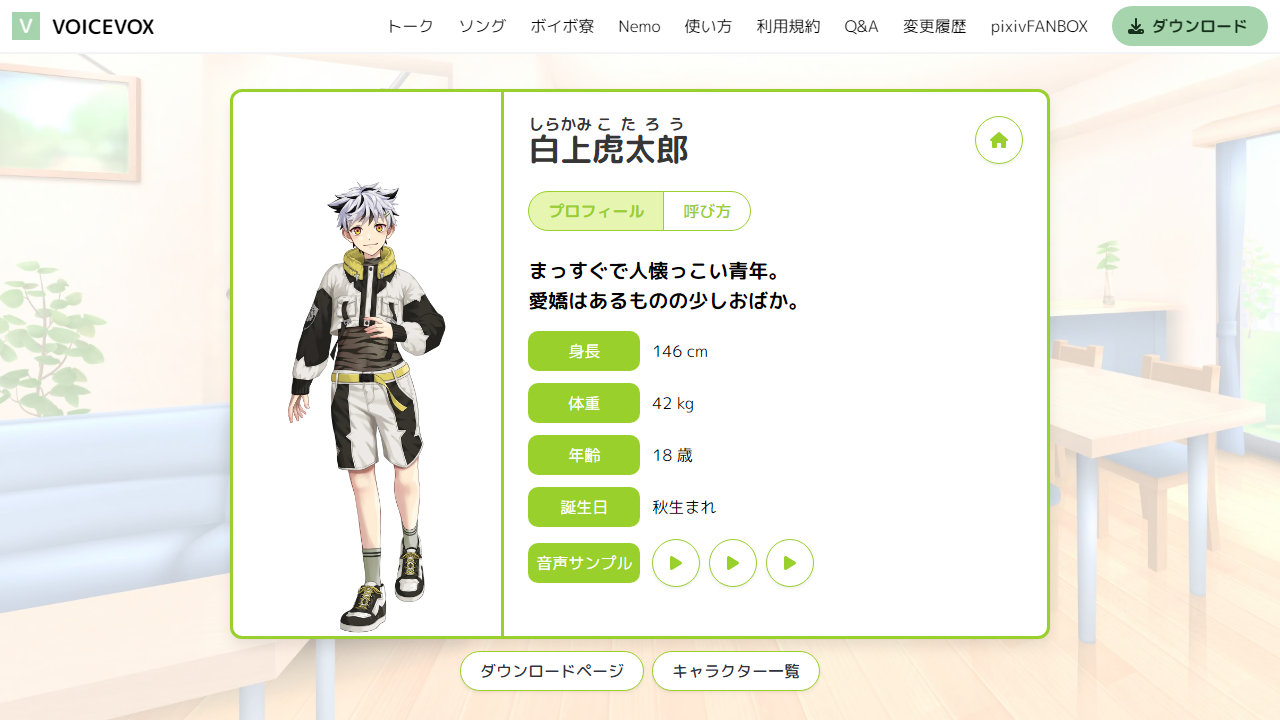 V VOICEVOX トーク ソング ボイボ寮 Nemo 使い方 利用規約 Q&A 変更履歴 pixivFANBOX ダウンロード
しらかみ こたろう
白上虎太郎
プロフィール 呼び方
まっすぐで人懐っこい青年。
愛嬌はあるものの少しおばか。
身長 146 cm
体重 42 kg
年齢 18 歳
誕生日 秋生まれ
音声サンプル
ダウンロードページ キャラクター一覧